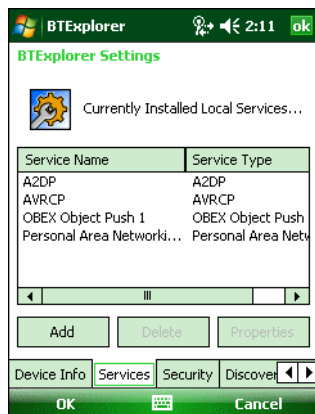 BTExplorer 2:11 ok
BTExplorer Settings
Currently Installed Local Services...
Service Name Service Type
A2DP A2DP
AVRCP AVRCP
OBEX Object Push 1 OBEX Object Push
Personal Area Networki... Personal Area Netw
Add Delete Properties
Device Info Services Security Discover
OK Cancel